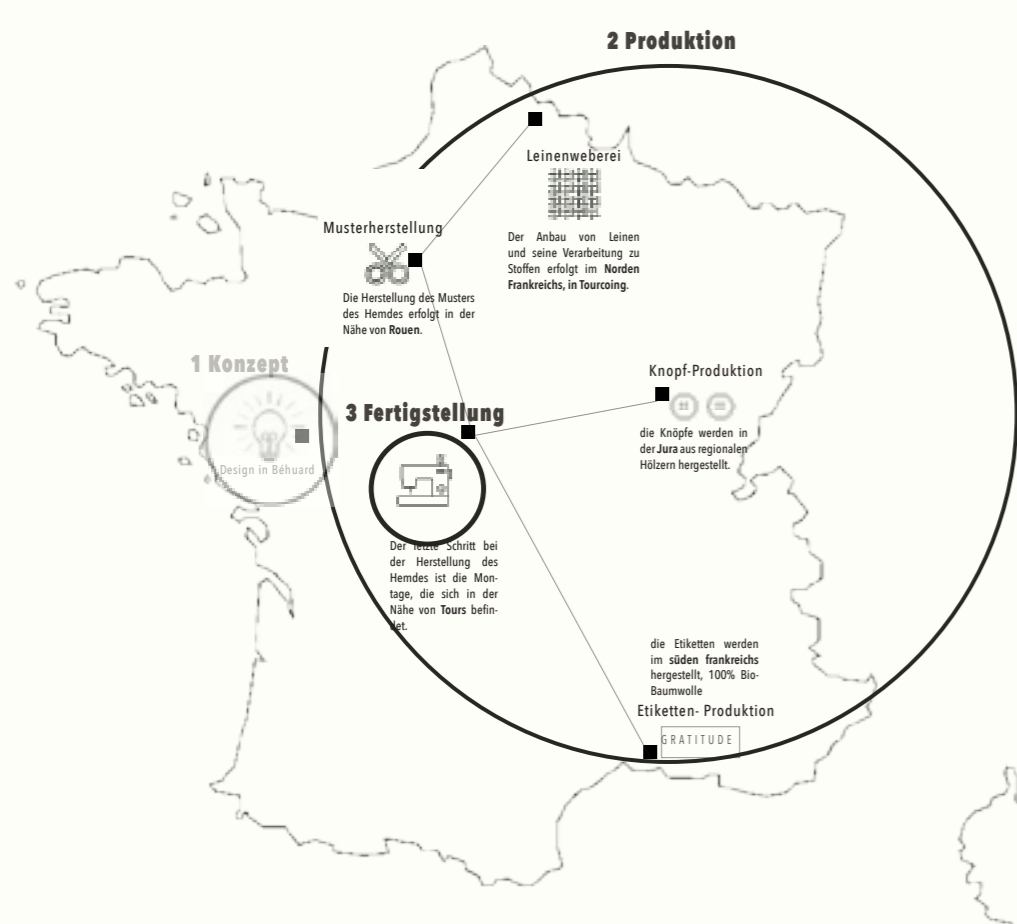 2 Produktion
Leinenweberei
Der Anbau von Leinen
und seine Verarbeitung zu
Stoffen erfolgt im Norden
Frankreichs, in Tourcoing.
Musterherstellung
Die Herstellung des Musters
des Hemdes erfolgt in der
Nähe von Rouen.
1 Konzept
Design in Béhuard
Knopf-Produktion
die Knöpfe werden in
der Jura aus regionalen
Hölzern hergestellt.
3 Fertigstellung
Der letzte Schritt bei
der Herstellung des
Hemdes ist die Mon-
tage, die sich in der
Nähe von Tours befin-
det.
die Etiketten werden
im süden frankreichs
hergestellt, 100% Bio-
Baumwolle
Etiketten- Produktion
GRATITUDE